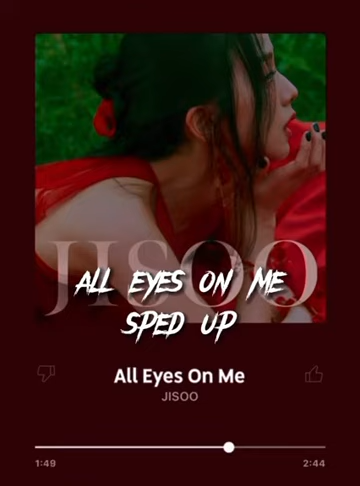 JISOO
ALL EYES ON ME
SPED UP
All Eyes On Me
JISOO
1:49
2:44